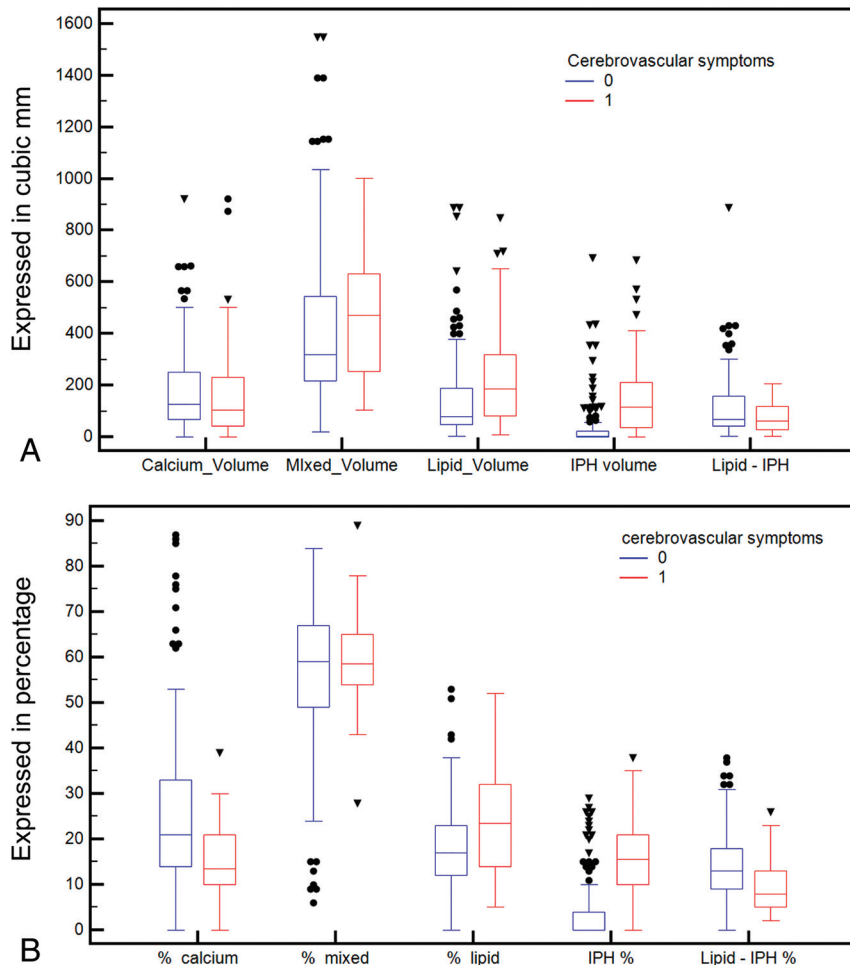 1600
1400
1200
1000
800
600
400
200
0
Expressed in cubic mm
Cerebrovascular symptoms
0
1
A
Calcium_Volume MIxed_Volume Lipid_Volume IPH volume Lipid - IPH
90
80
70
60
50
40
30
20
10
0
Expressed in percentage
cerebrovascular symptoms
0
1
B
% calcium % mixed % lipid IPH % Lipid - IPH %